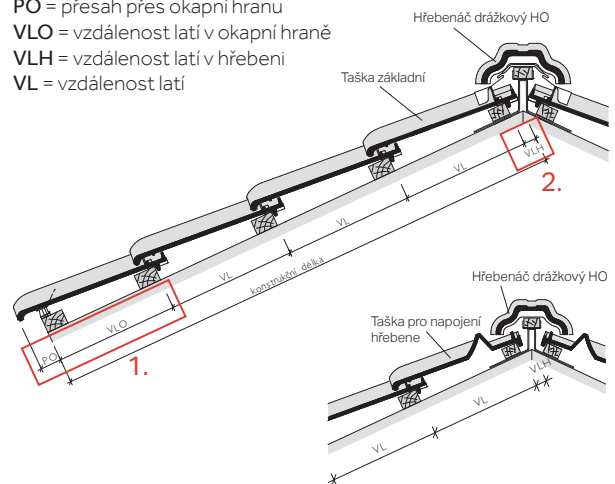 PO = přesah přes okapní hranu
VLO = vzdálenost latí v okapní hraně
VLH = vzdálenost latí v hřebeni
VL = vzdálenost latí
Hřebenáč drážkový HO
Taška základní
VLH
2.
VL
VL
VL
konstrukční délka
VLO
PO
1.
Hřebenáč drážkový HO
Taška pro napojení
hřebene
VLH
VL
VL